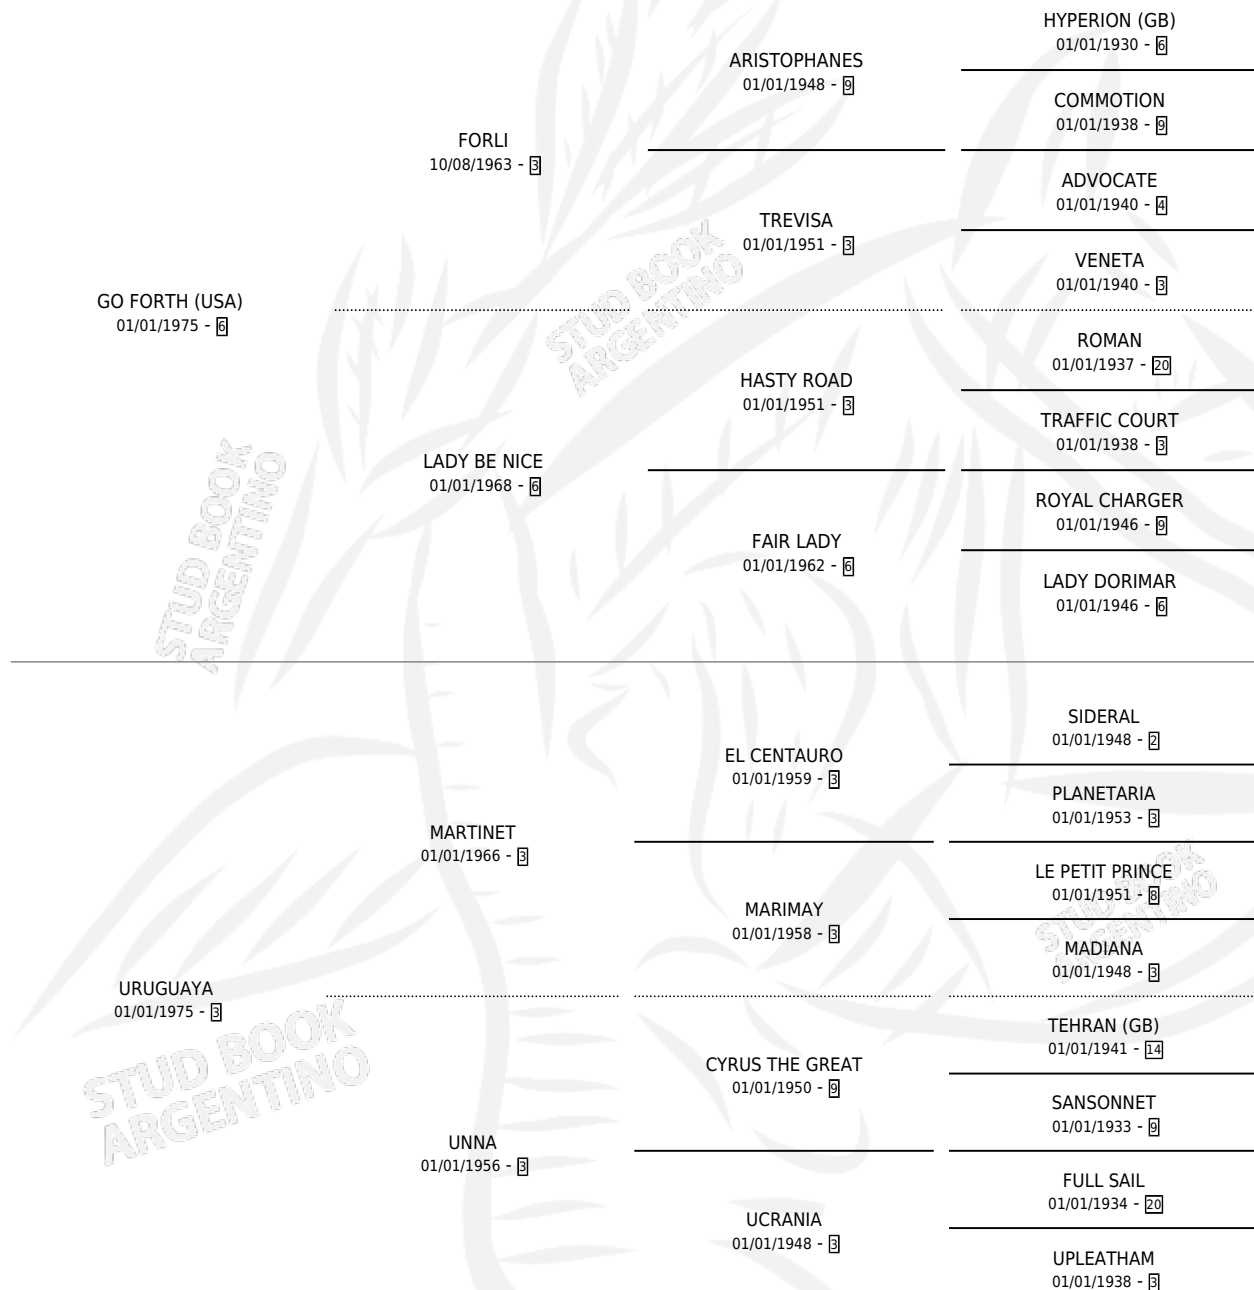 HYPERION (GB)
01/01/1930 - 6
ARISTOPHANES
01/01/1948 - 9
COMMOTION
01/01/1938 - 9
FORLI
10/08/1963 - 3
ADVOCATE
01/01/1940 - 4
TREVISA
01/01/1951 - 3
VENETA
01/01/1940 - 3
GO FORTH (USA)
01/01/1975 - 6
ROMAN
01/01/1937 - 20
HASTY ROAD
01/01/1951 - 3
TRAFFIC COURT
01/01/1938 - 3
LADY BE NICE
01/01/1968 - 6
ROYAL CHARGER
01/01/1946 - 9
FAIR LADY
01/01/1962 - 6
LADY DORIMAR
01/01/1946 - 6
SIDERAL
01/01/1948 - 2
EL CENTAURO
01/01/1959 - 3
PLANETARIA
01/01/1953 - 3
MARTINET
01/01/1966 - 3
LE PETIT PRINCE
01/01/1951 - 8
MARIMAY
01/01/1958 - 3
MADIANA
01/01/1948 - 3
URUGUAYA
01/01/1975 - 3
TEHRAN (GB)
01/01/1941 - 14
CYRUS THE GREAT
01/01/1950 - 9
SANSONNET
01/01/1933 - 9
UNNA
01/01/1956 - 3
FULL SAIL
01/01/1934 - 20
UCRANIA
01/01/1948 - 3
UPLEATHAM
01/01/1938 - 3
STUD BOOK
ARGENTINO
STUD BOOK
ARGENTINO
STUD BOOK
ARGENTINO
STUD BOOK
ARGENTINO